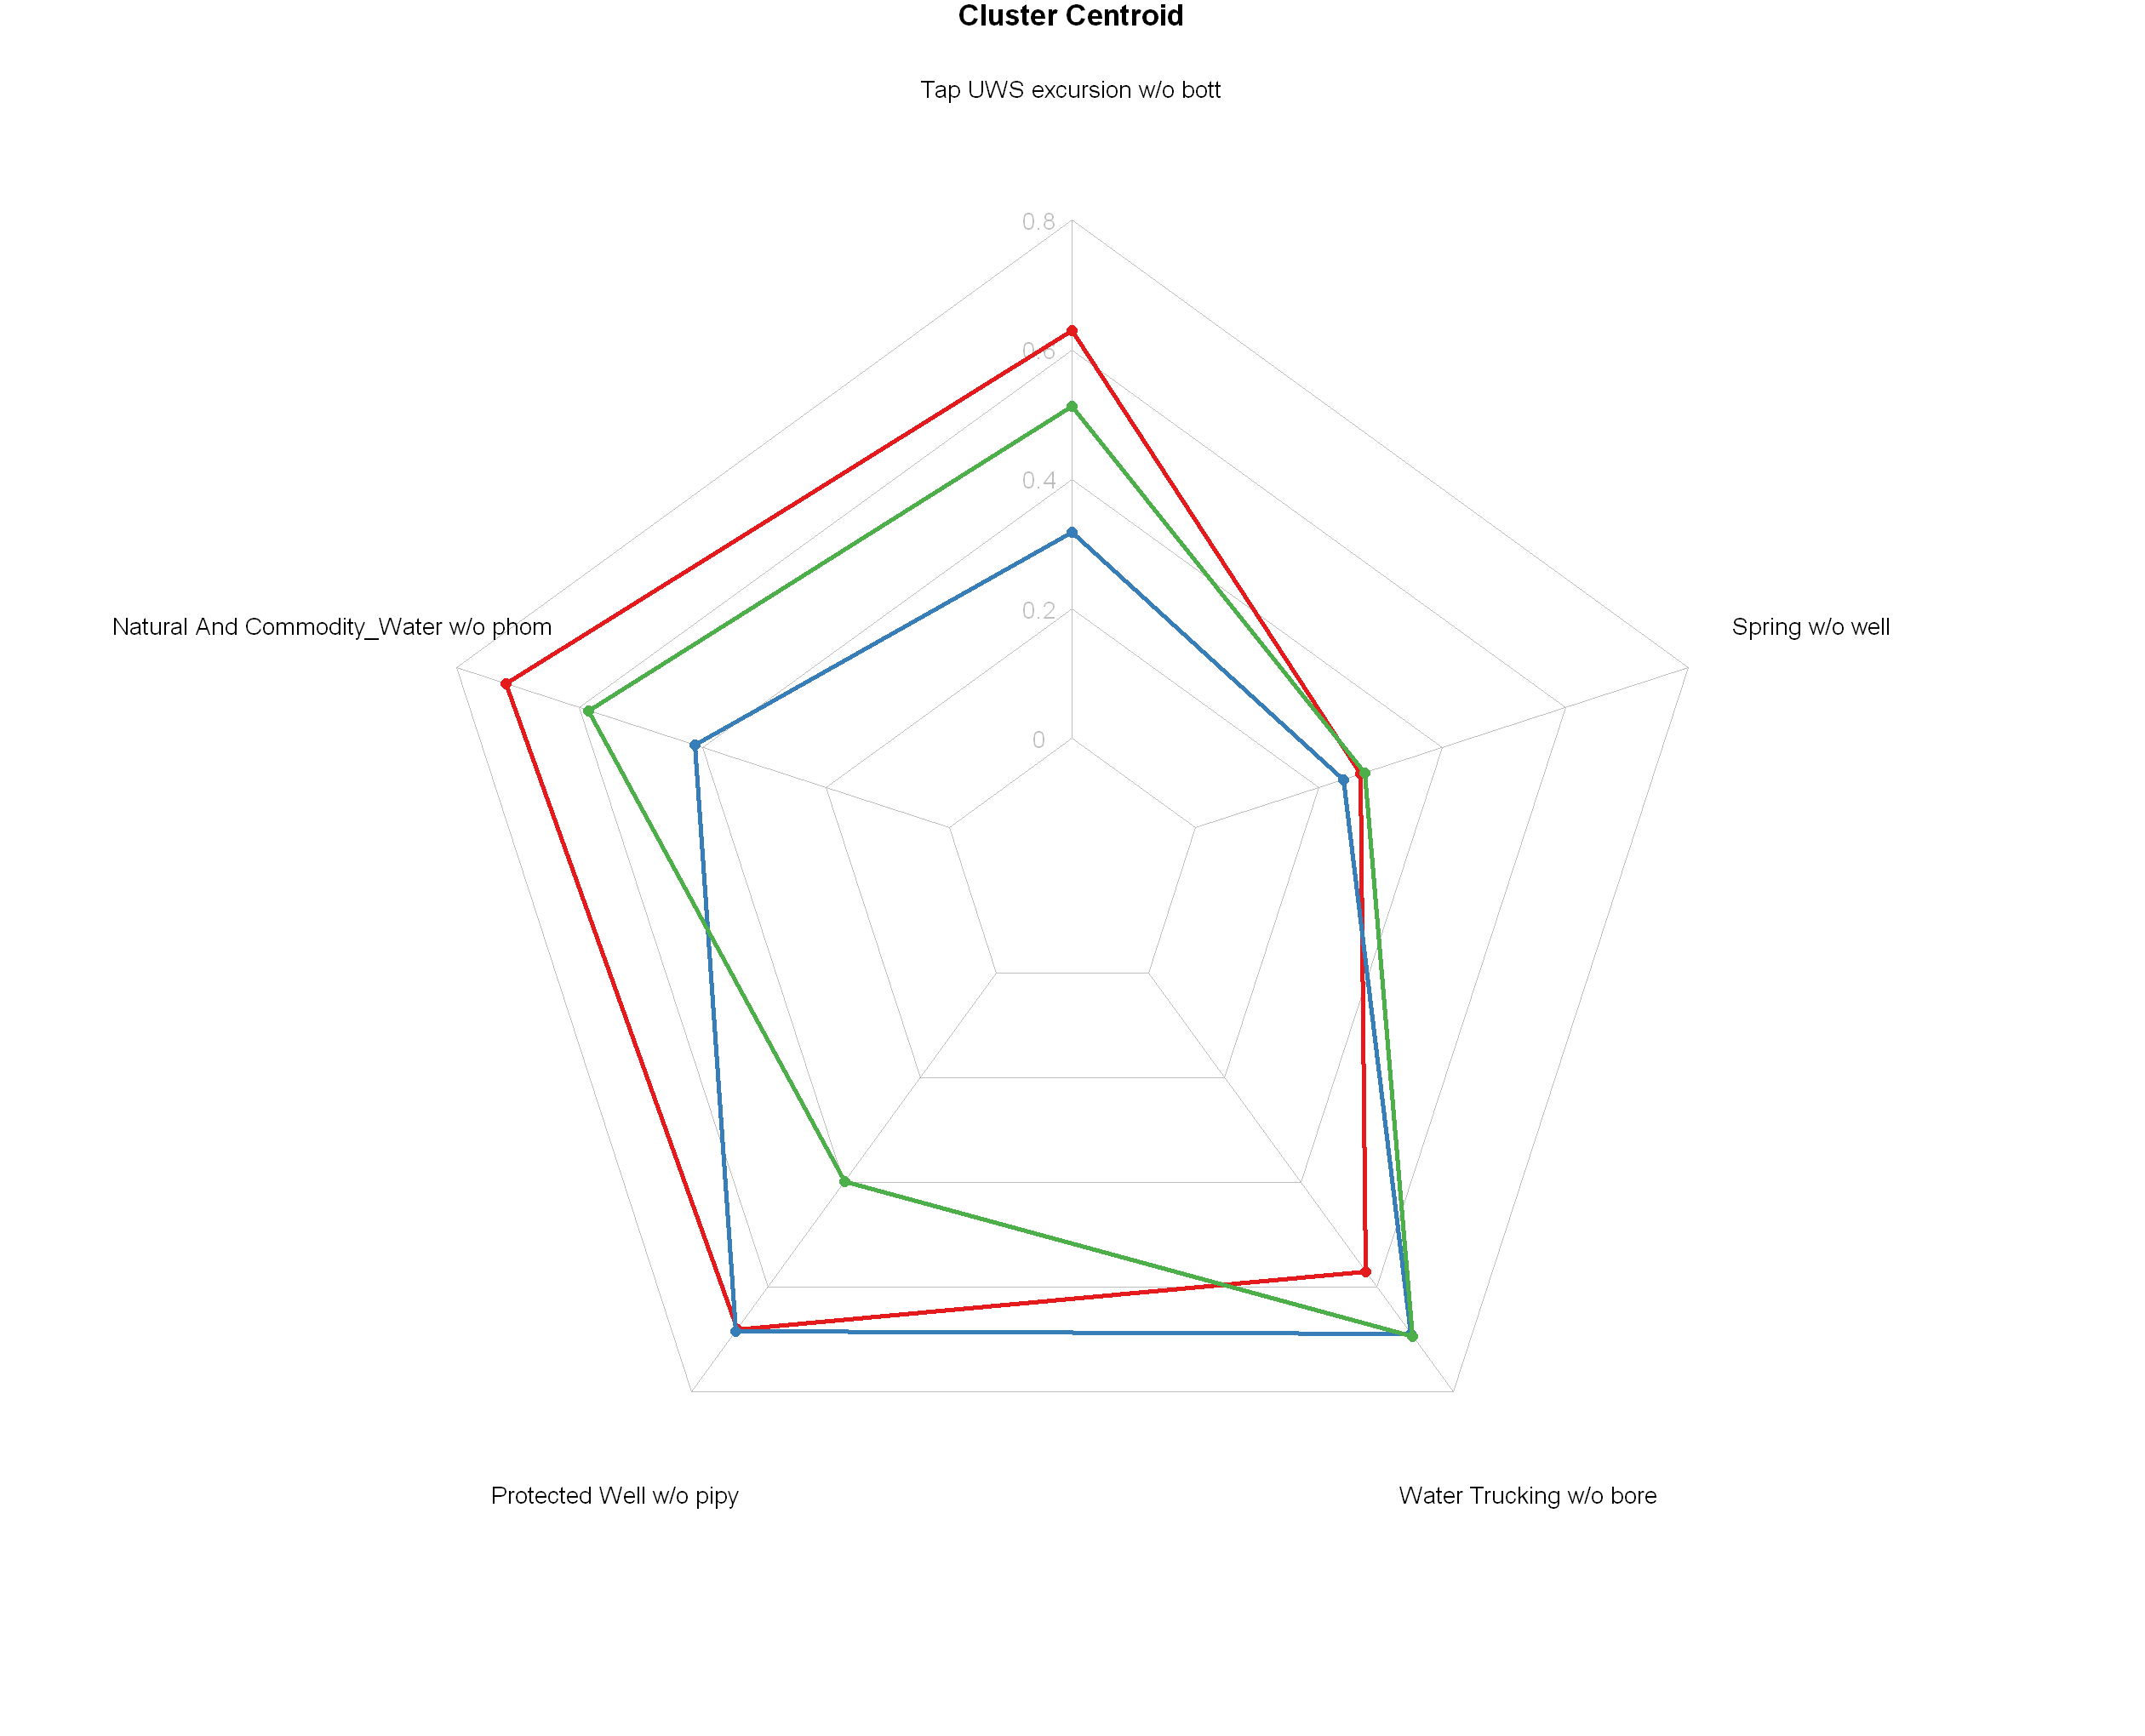 Cluster Centroid
Tap UWS excursion w/o bott
0.8
0.6
0.4
0.2
0
Natural And Commodity_Water w/o phom
Spring w/o well
Protected Well w/o pipy
Water Trucking w/o bore